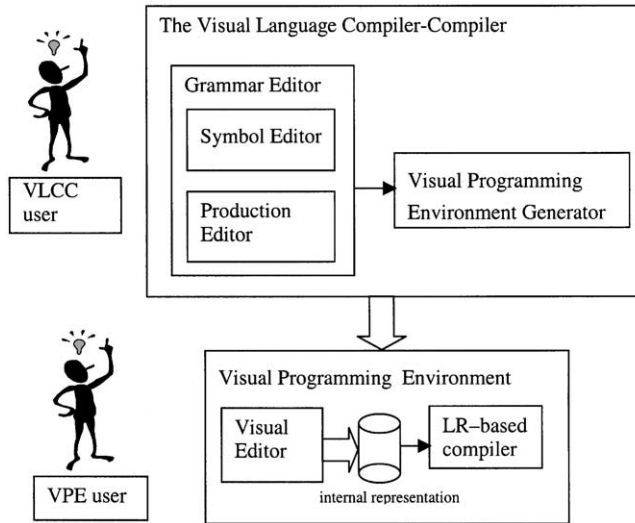 The Visual Language Compiler-Compiler
Grammar Editor
Symbol Editor
Production
Editor
Visual Programming
Environment Generator
VLCC
user
Visual Programming Environment
Visual
Editor
LR–based
compiler
internal representation
VPE user